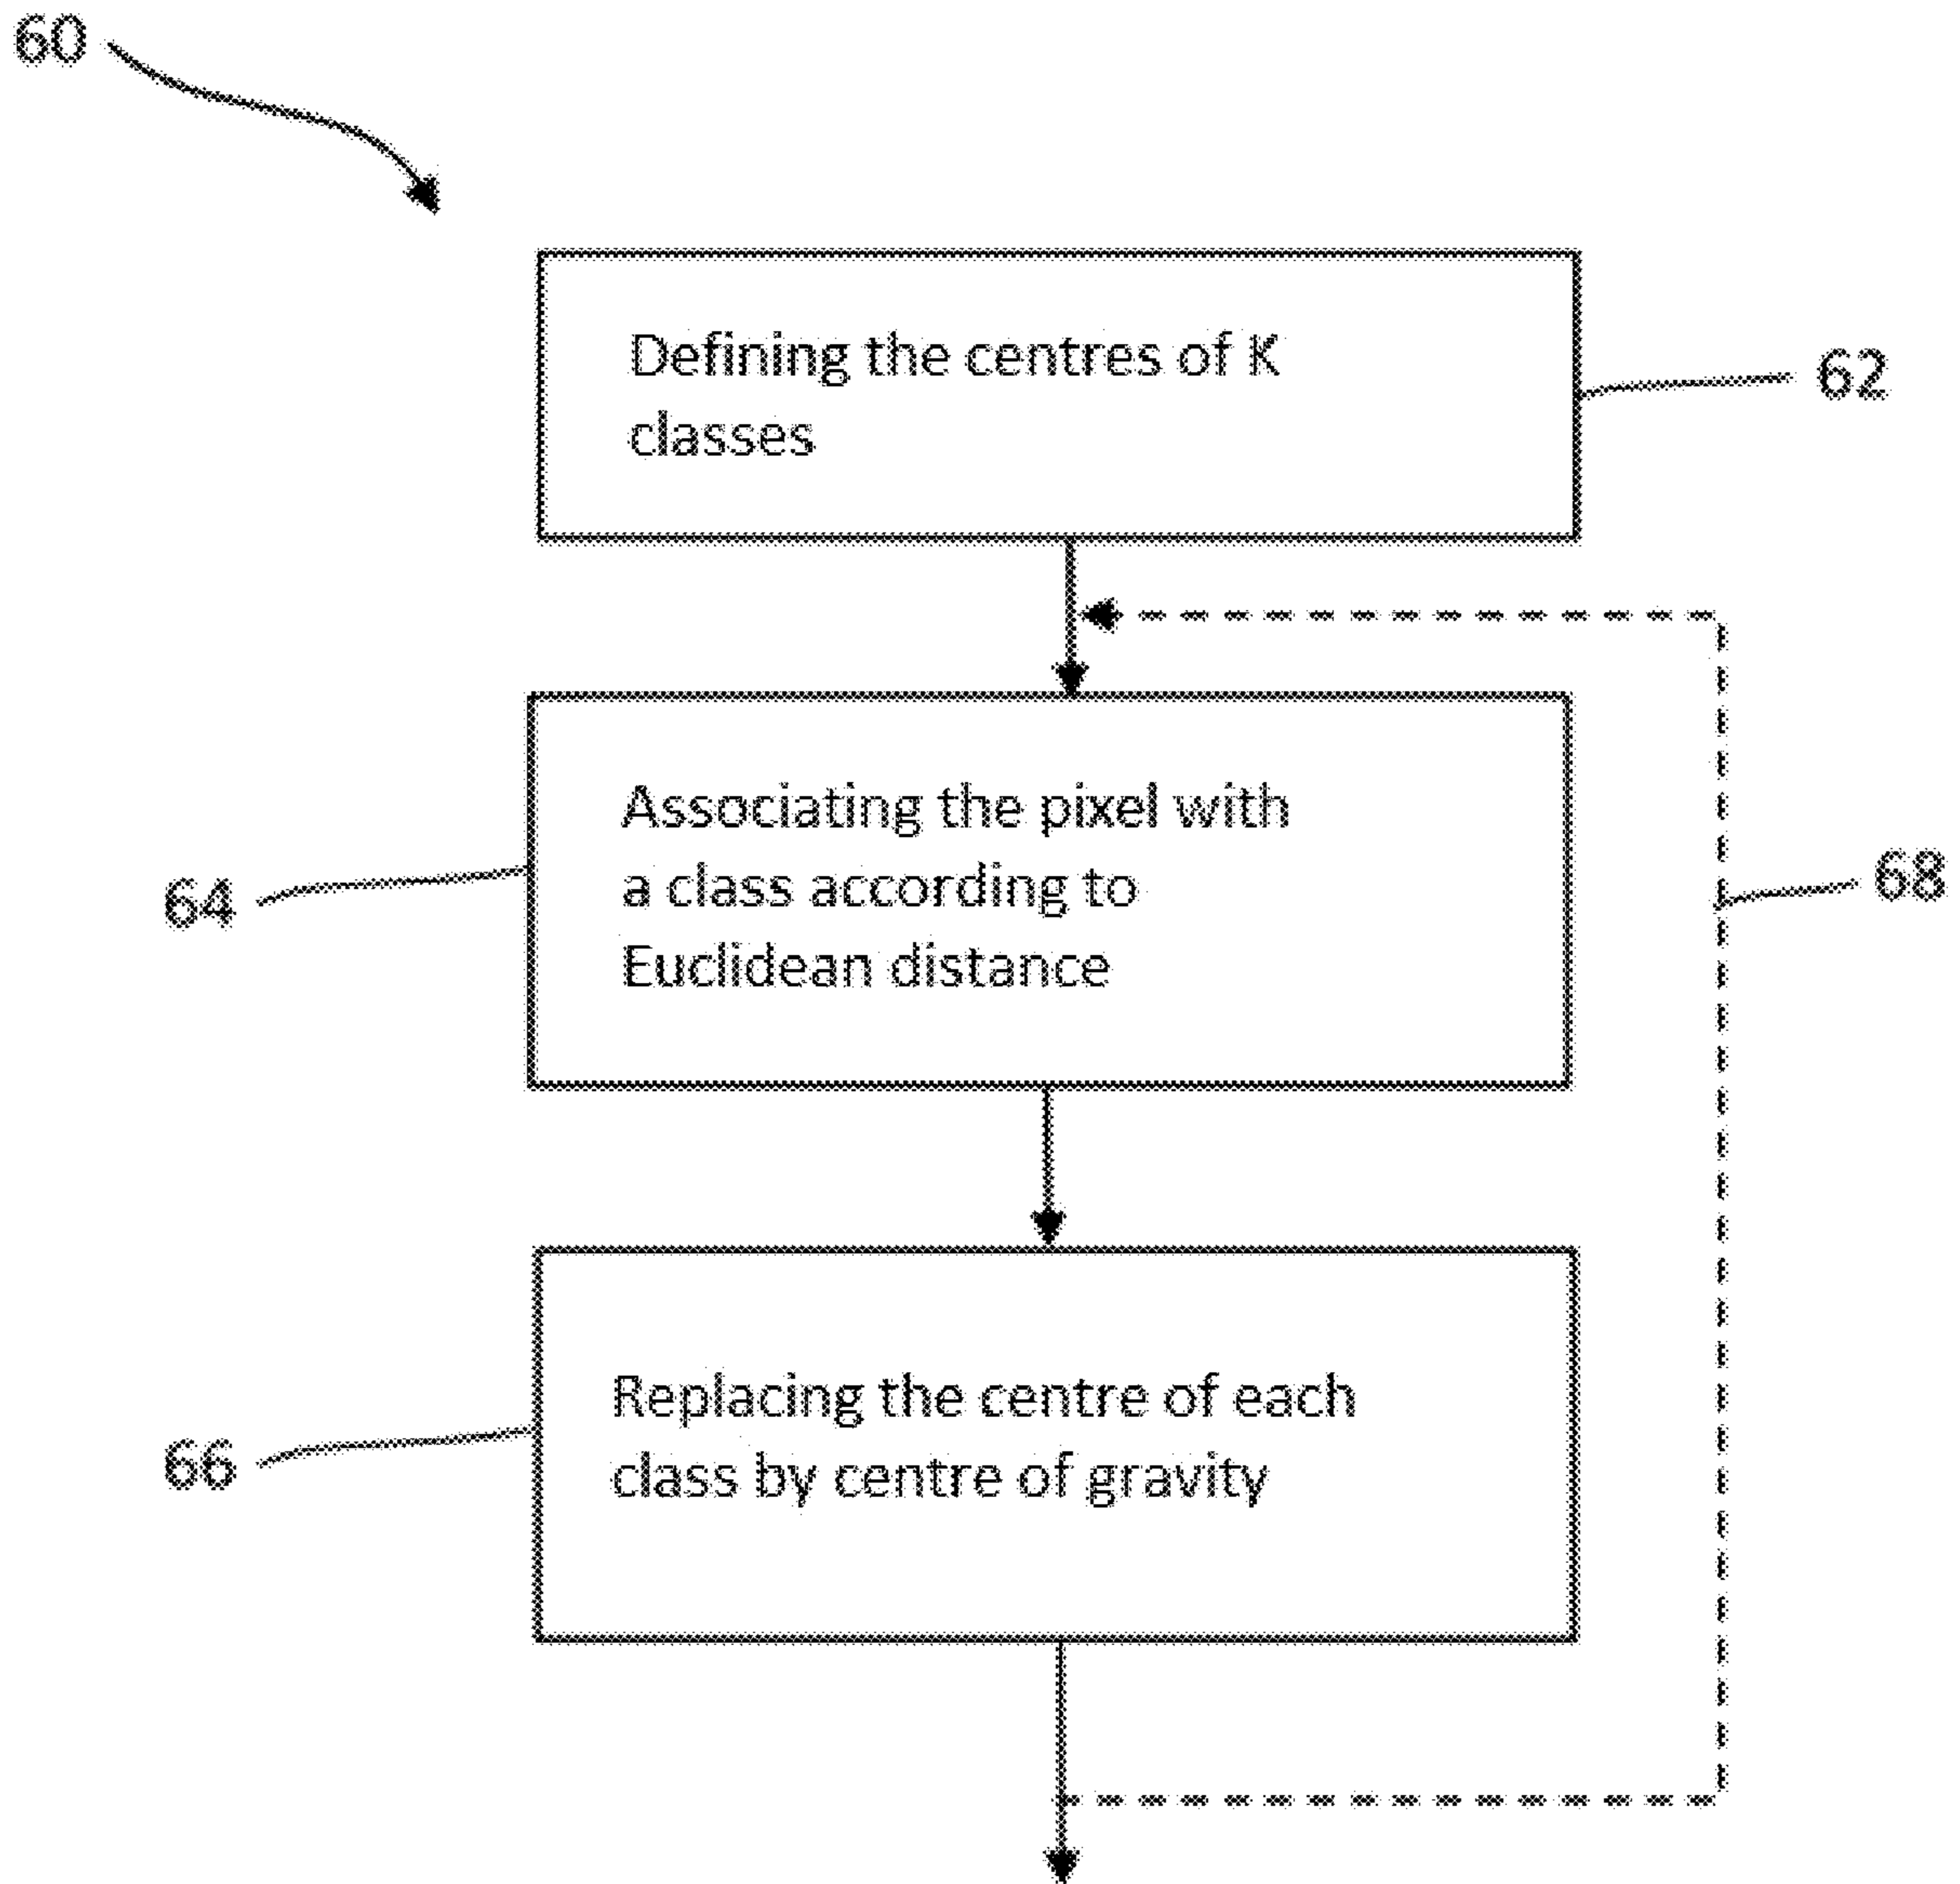 60
Defining the centres of K
classes
62
Associating the pixel with
a class according to
Euclidean distance
64
68
Replacing the centre of each
class by centre of gravity
66